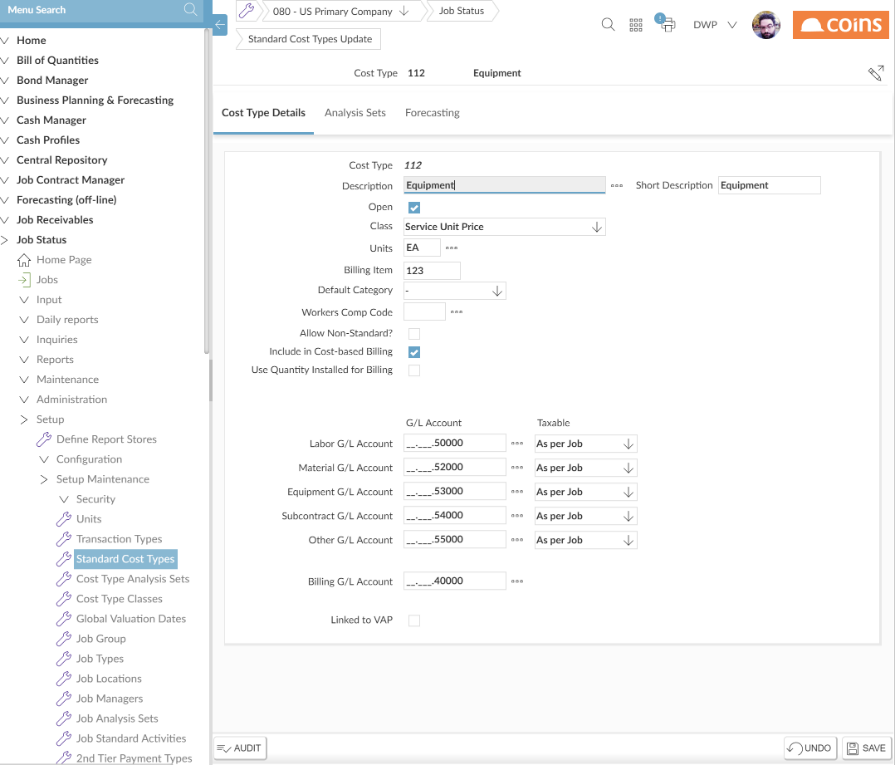 Menu Search
080 - US Primary Company
Job Status
Standard Cost Types Update
DWP
coins
Home
Bill of Quantities
Bond Manager
Business Planning & Forecasting
Cash Manager
Cash Profiles
Central Repository
Job Contract Manager
Forecasting (off-line)
Job Receivables
Job Status
Home Page
Jobs
Input
Daily reports
Inquiries
Reports
Maintenance
Administration
Setup
Define Report Stores
Configuration
Setup Maintenance
Security
Units
Transaction Types
Standard Cost Types
Cost Type Analysis Sets
Cost Type Classes
Global Valuation Dates
Job Group
Job Types
Job Locations
Job Managers
Job Analysis Sets
Job Standard Activities
2nd Tier Payment Types
Cost Type 112 Equipment
Cost Type Details Analysis Sets Forecasting
Cost Type 112
Description Equipment Short Description Equipment
Open
Class Service Unit Price
Units EA
Billing Item 123
Default Category -
Workers Comp Code
Allow Non-Standard?
Include in Cost-based Billing
Use Quantity Installed for Billing
G/L Account Taxable
Labor G/L Account __.___.50000 As per Job
Material G/L Account __.___.52000 As per Job
Equipment G/L Account __.___.53000 As per Job
Subcontract G/L Account __.___.54000 As per Job
Other G/L Account __.___.55000 As per Job
Billing G/L Account __.___.40000
Linked to VAP
AUDIT UNDO SAVE